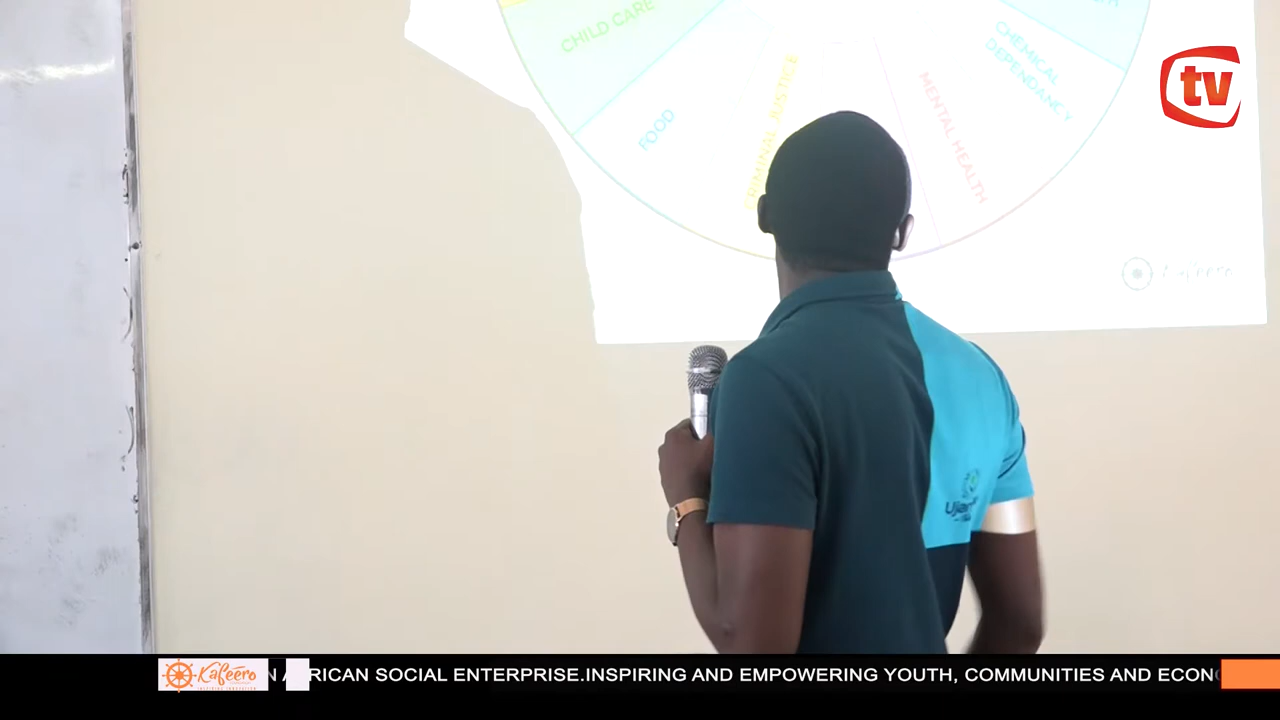 CHILD CARE
FOOD
CRIMINAL JUSTICE
MENTAL HEALTH
CHEMICAL
DEPENDANCY
tv
Kafeero
Kafeero
RICAN SOCIAL ENTERPRISE.INSPIRING AND EMPOWERING YOUTH, COMMUNITIES AND ECON